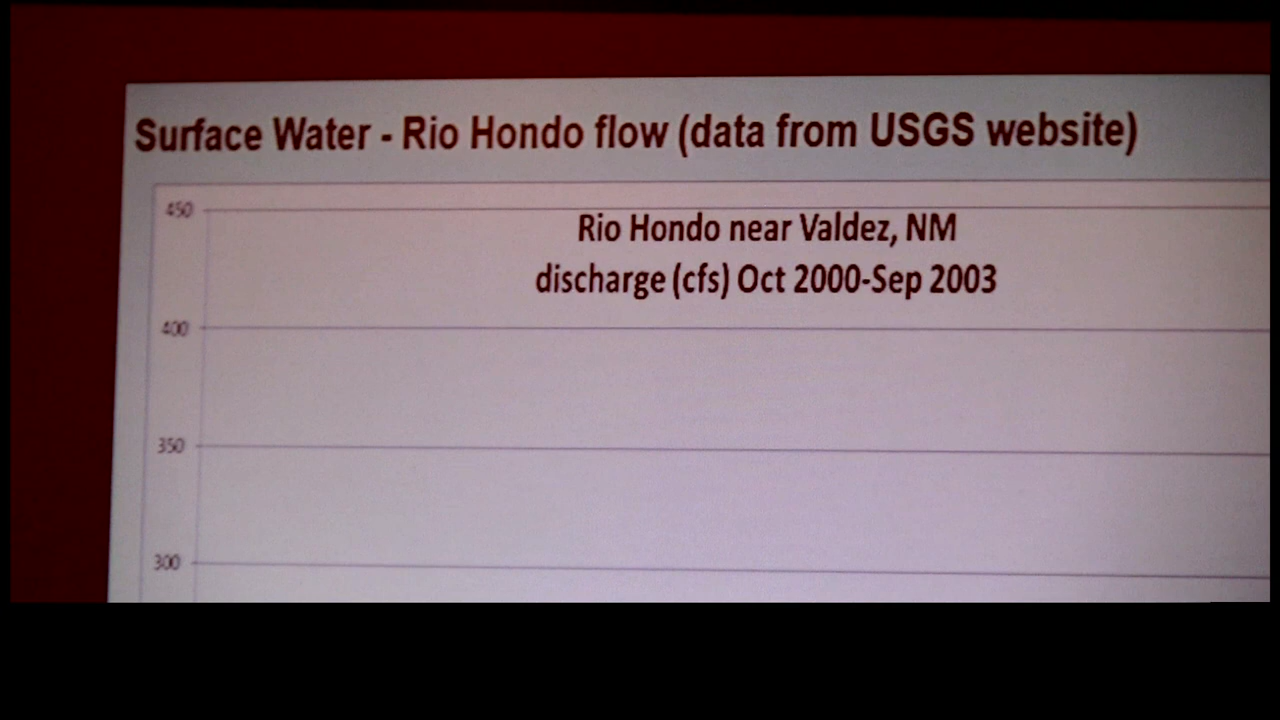 Surface Water - Rio Hondo flow (data from USGS website)
450
Rio Hondo near Valdez, NM
discharge (cfs) Oct 2000-Sep 2003
400
350
300